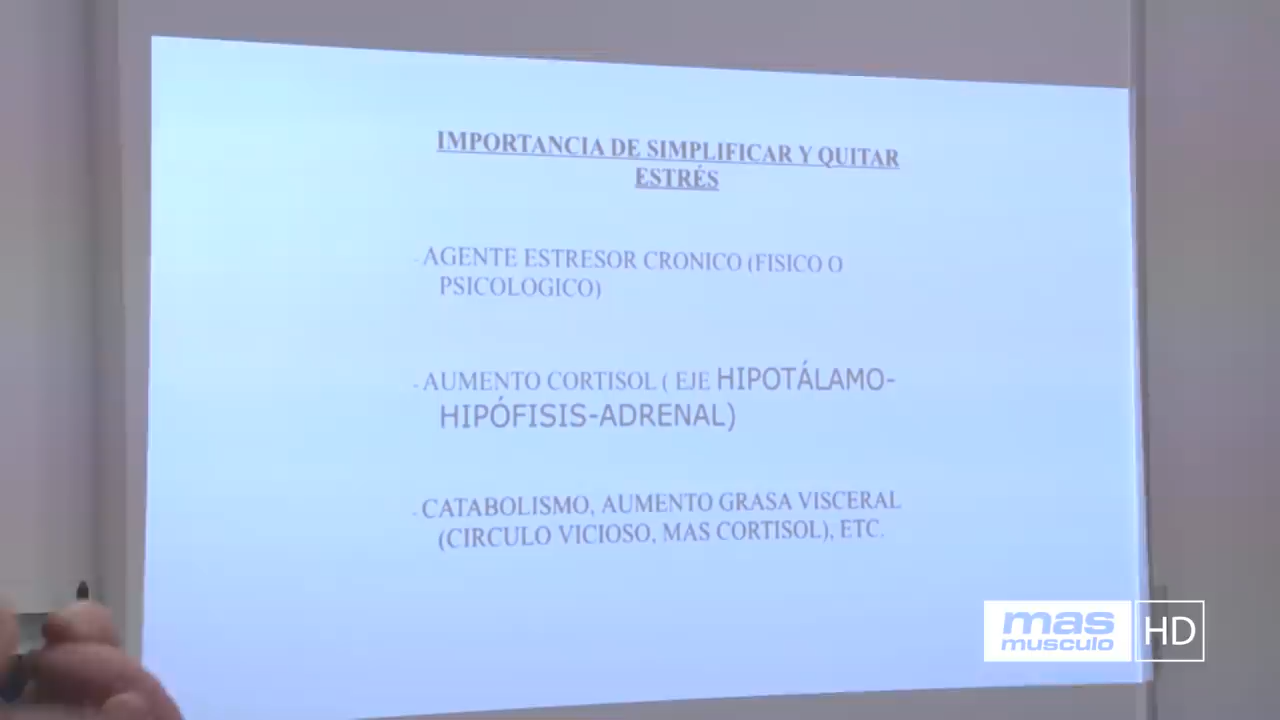 IMPORTANCIA DE SIMPLIFICAR Y QUITAR
ESTRÉS
- AGENTE ESTRESOR CRONICO (FISICO O
PSICOLOGICO)
- AUMENTO CORTISOL ( EJE HIPOTÁLAMO-
HIPÓFISIS-ADRENAL)
- CATABOLISMO, AUMENTO GRASA VISCERAL
(CIRCULO VICIOSO, MAS CORTISOL), ETC.
mas
musculo
HD